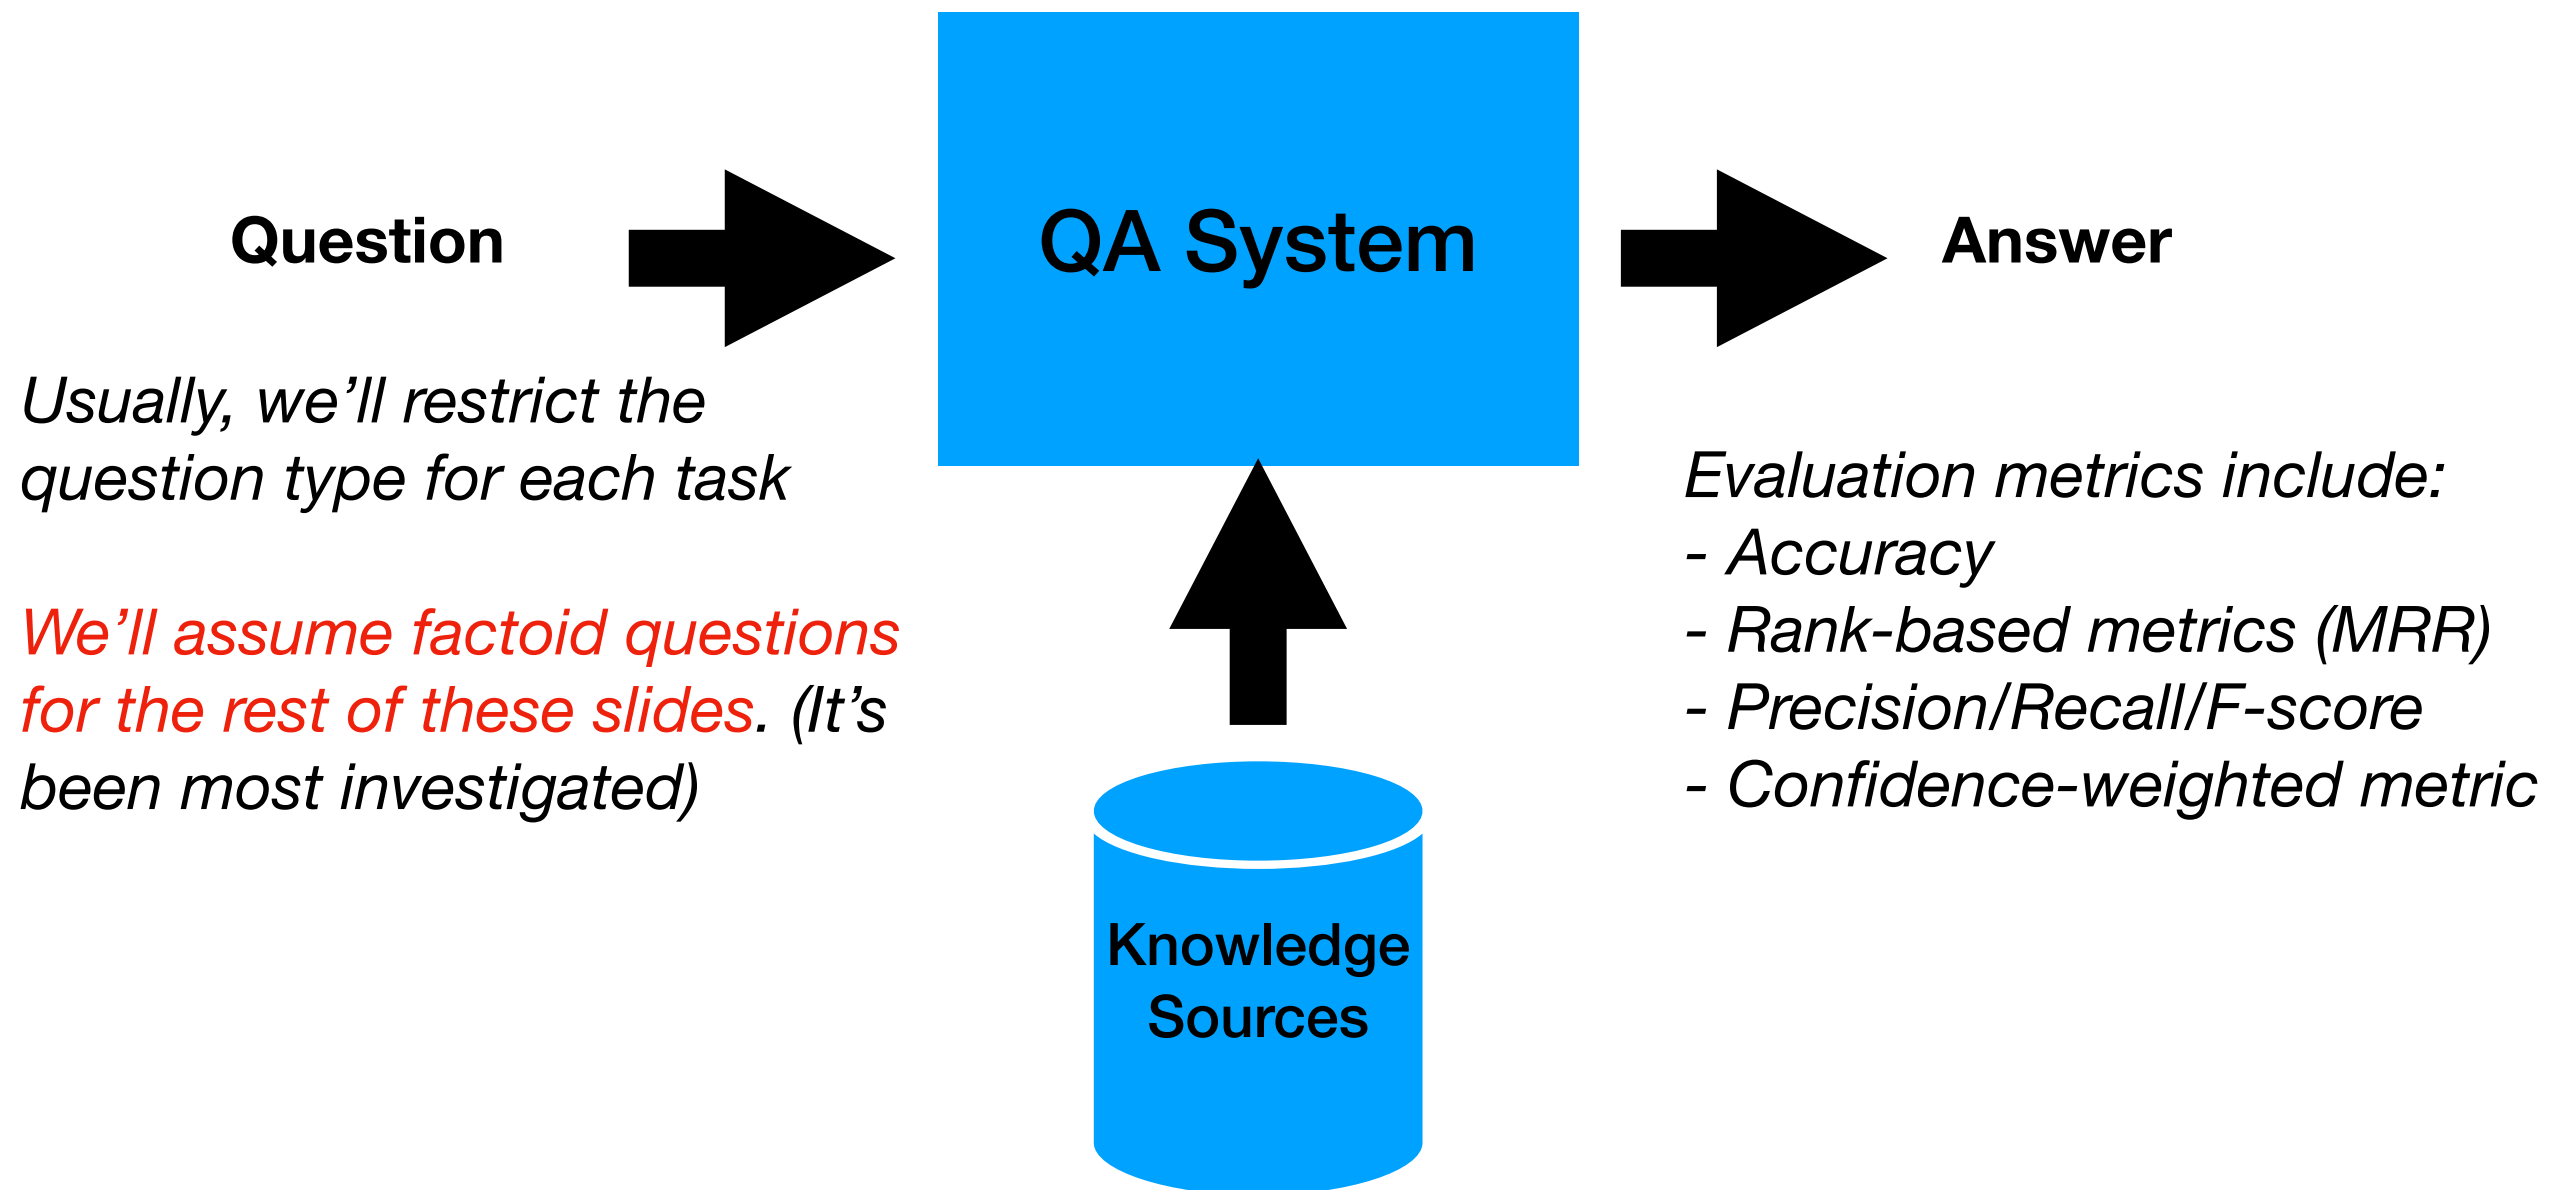 Question
QA System
Answer
Usually, we’ll restrict the
question type for each task
We’ll assume factoid questions
for the rest of these slides. (It’s
been most investigated)
Evaluation metrics include:
- Accuracy
- Rank-based metrics (MRR)
- Precision/Recall/F-score
- Confidence-weighted metric
Knowledge
Sources